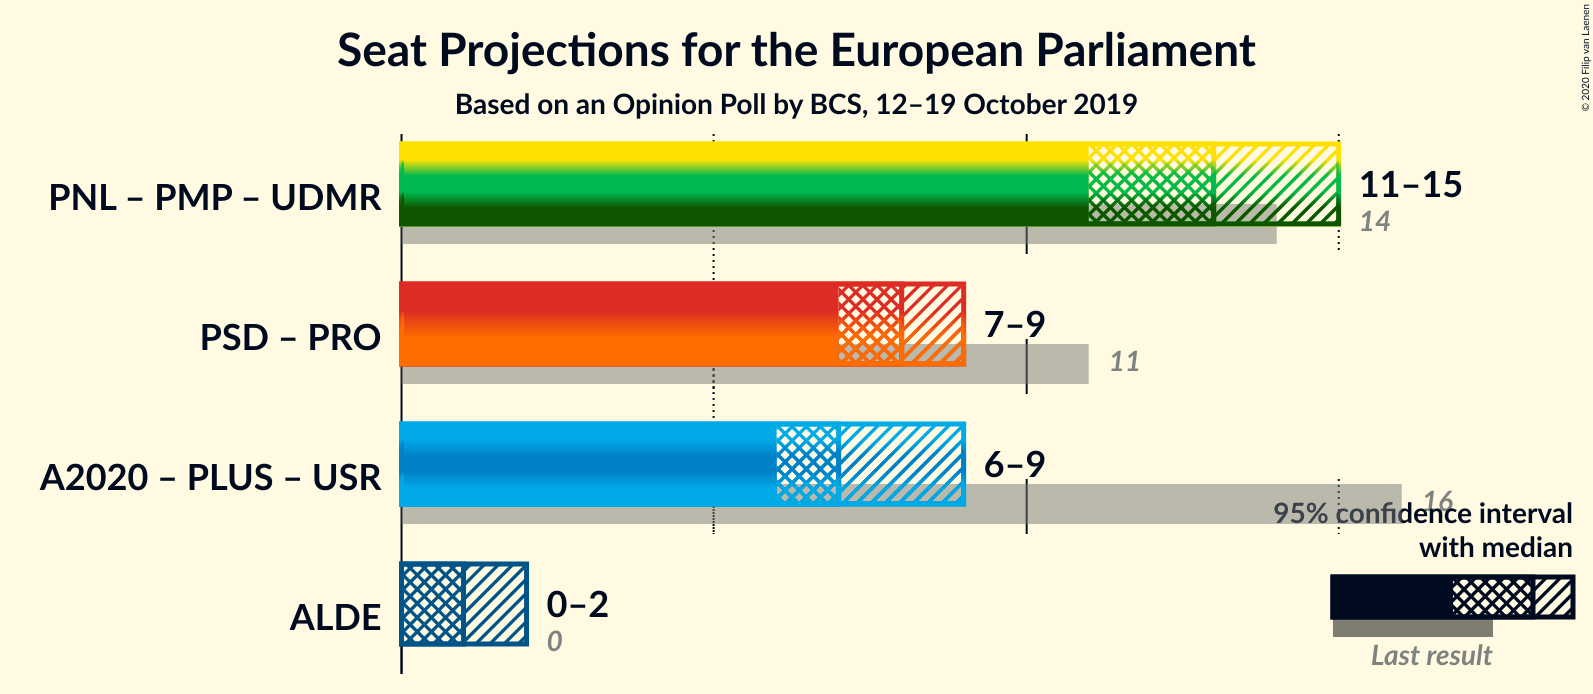 Seat Projections for the European Parliament
Based on an Opinion Poll by BCS, 12–19 October 2019
© 2020 Filip van Laenen
PNL – PMP – UDMR
11–15
14
PSD – PRO
7–9
11
A2020 – PLUS – USR
6–9
16
95% confidence interval
with median
ALDE
0–2
0
Last result